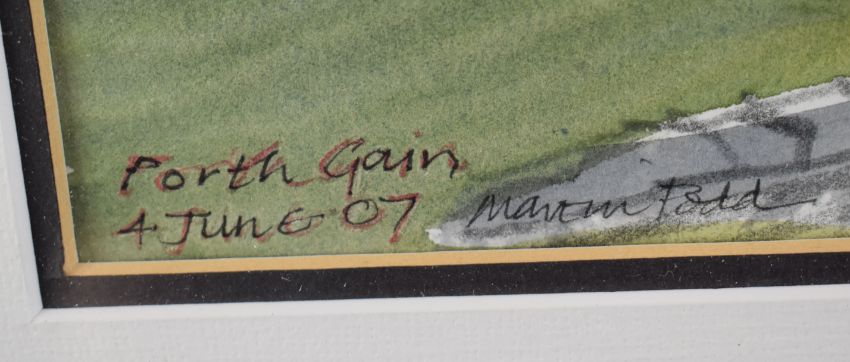 Porth Gain
4 June 07
Martin Todd